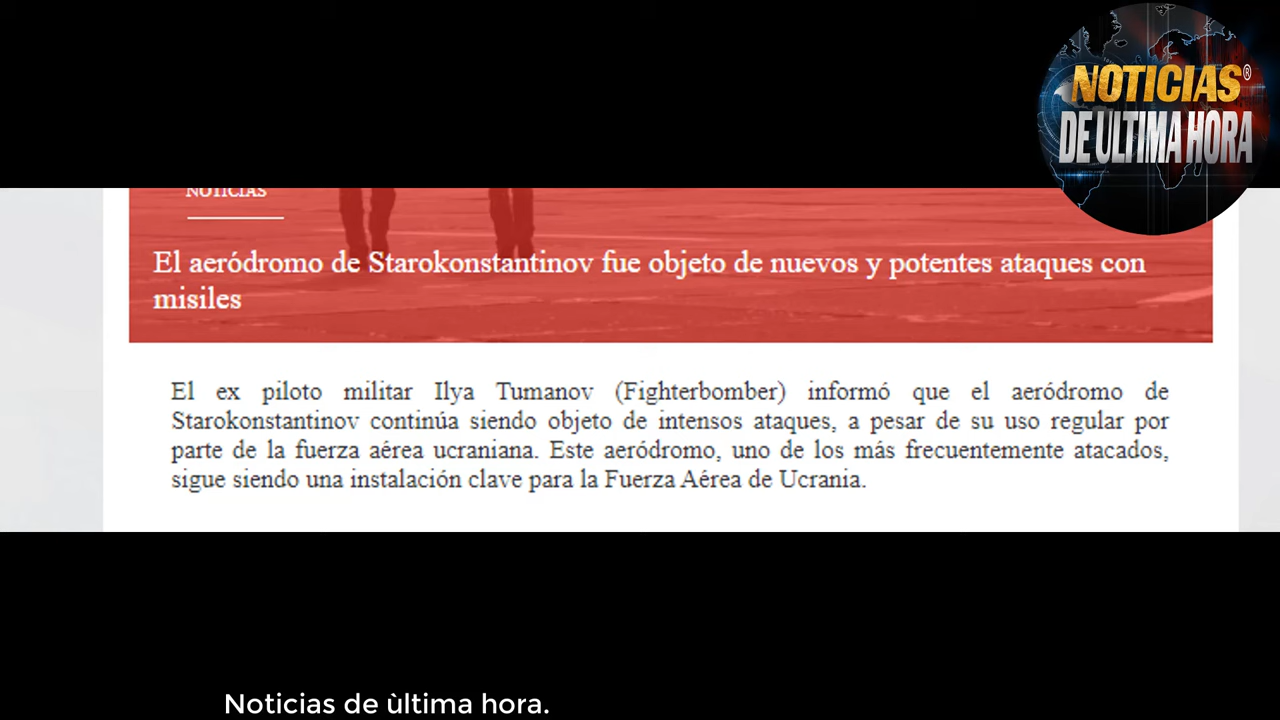 NOTICIAS®
DE ULTIMA HORA
NOTICIAS
El aeródromo de Starokonstantinov fue objeto de nuevos y potentes ataques con
misiles
El ex piloto militar Ilya Tumanov (Fighterbomber) informó que el aeródromo de
Starokonstantinov continúa siendo objeto de intensos ataques, a pesar de su uso regular por
parte de la fuerza aérea ucraniana. Este aeródromo, uno de los más frecuentemente atacados,
sigue siendo una instalación clave para la Fuerza Aérea de Ucrania.
Noticias de ùltima hora.